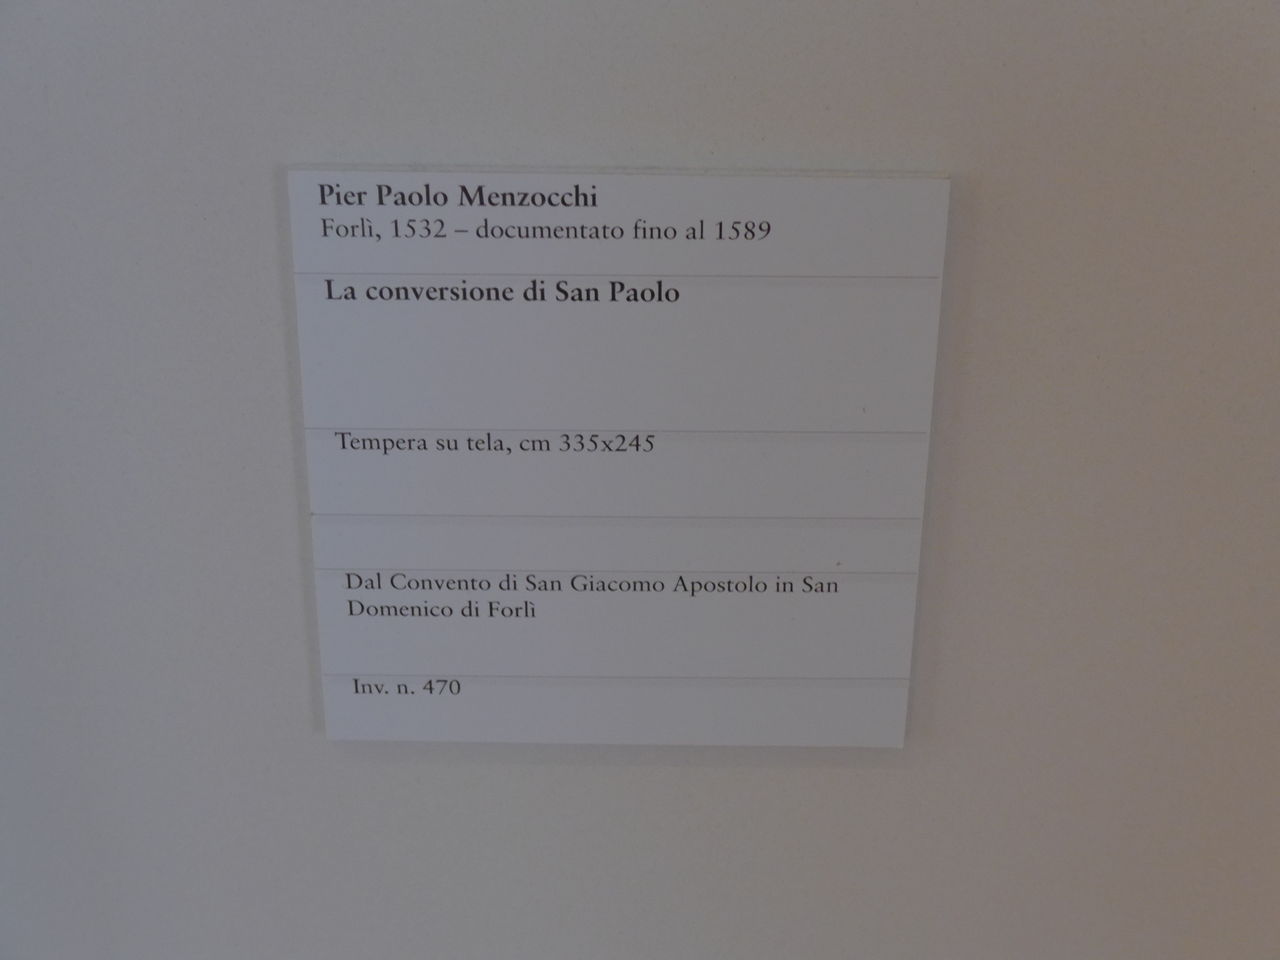 Pier Paolo Menzocchi
Forlì, 1532 – documentato fino al 1589
La conversione di San Paolo
Tempera su tela, cm 335x245
Dal Convento di San Giacomo Apostolo in San
Domenico di Forlì
Inv. n. 470